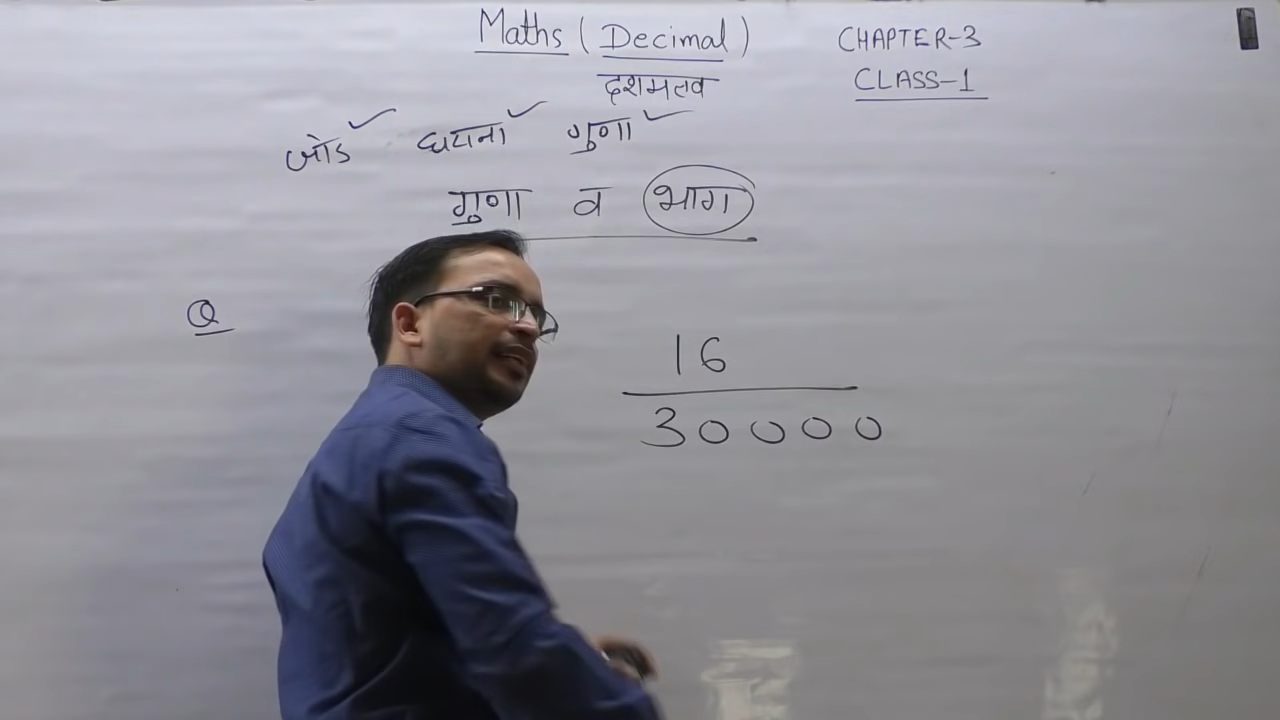 Maths (Decimal) CHAPTER-3
दशमलव CLASS-1
जोड घटाना गुणा
गुणा व भाग
Q
16
30000